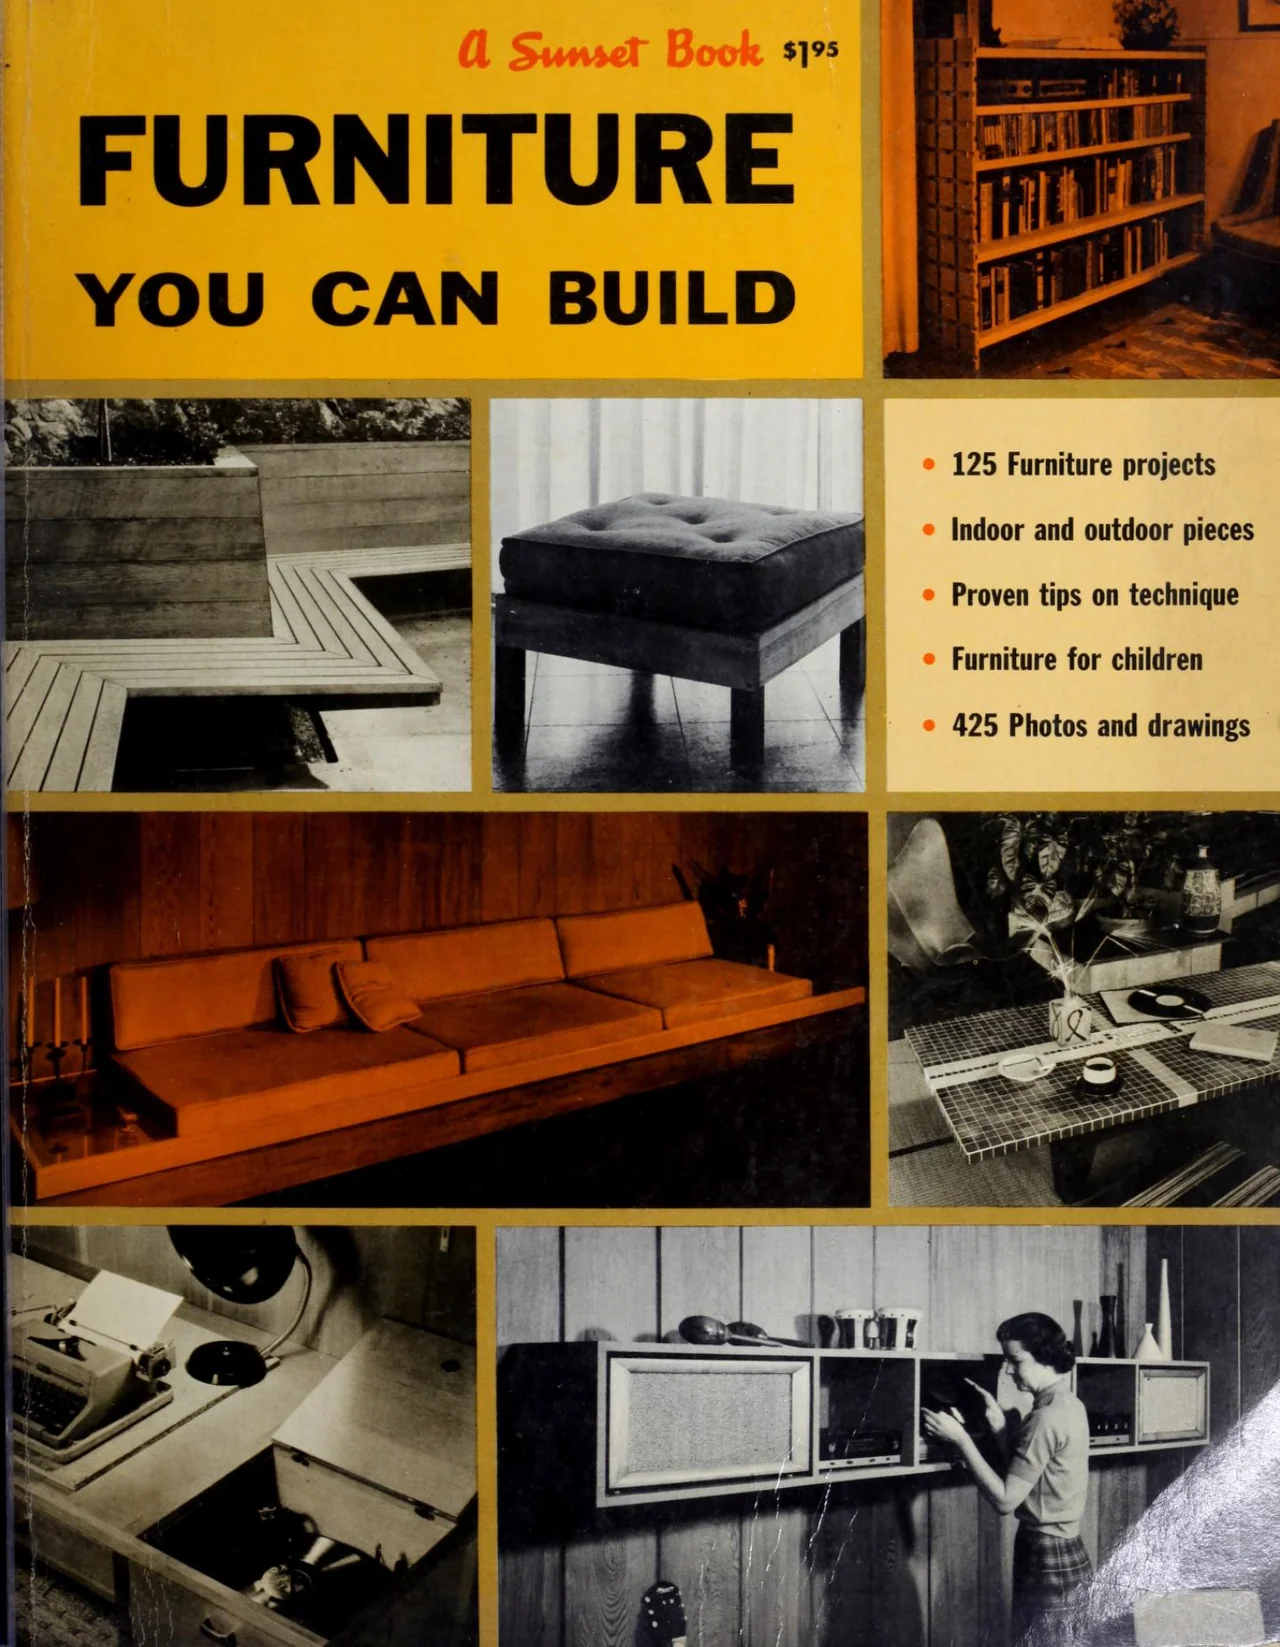 A Sunset Book $1.95
FURNITURE
YOU CAN BUILD
• 125 Furniture projects
• Indoor and outdoor pieces
• Proven tips on technique
• Furniture for children
• 425 Photos and drawings